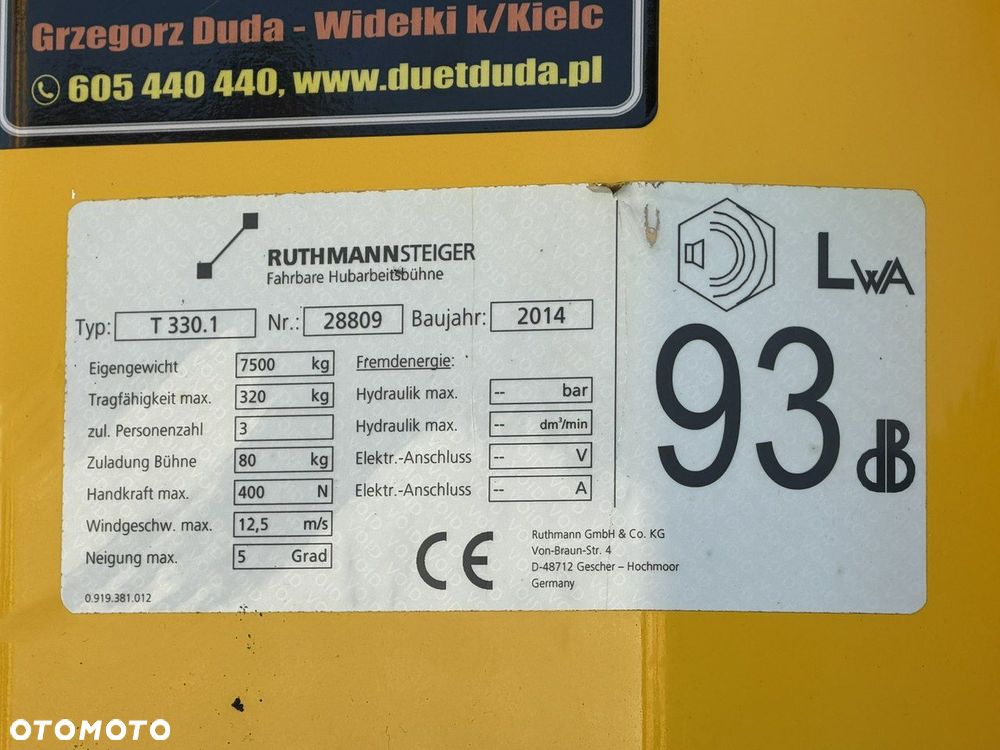 Grzegorz Duda - Widełki k/Kielc
605 440 440, www.duetduda.pl
RUTHMANNSTEIGER
Fahrbare Hubarbeitsbühne
Typ: T 330.1 Nr.: 28809 Baujahr: 2014
Eigengewicht 7500 kg
Tragfähigkeit max. 320 kg
zul. Personenzahl 3
Zuladung Bühne 80 kg
Handkraft max. 400 N
Windgeschw. max. 12,5 m/s
Neigung max. 5 Grad
0.919.381.012
Fremdenergie:
Hydraulik max. -- bar
Hydraulik max. -- dm³/min
Elektr.-Anschluss -- V
Elektr.-Anschluss -- A
CE
Ruthmann GmbH & Co. KG
Von-Braun-Str. 4
D-48712 Gescher – Hochmoor
Germany
LWA
93 dB
OTOMOTO